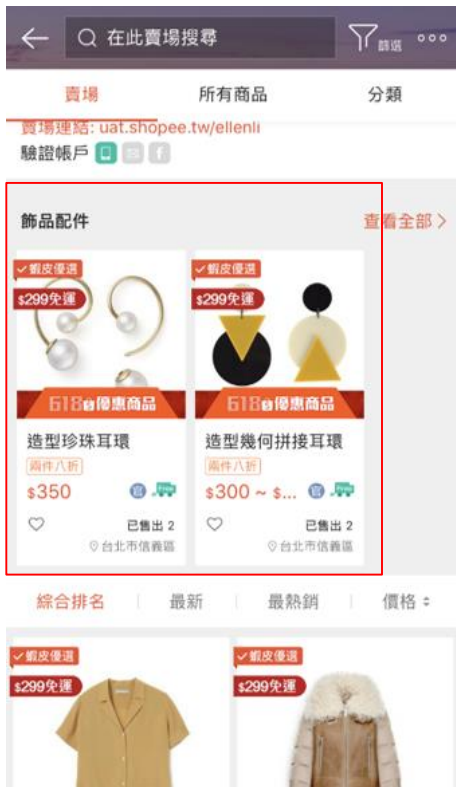 在此賣場搜尋
篩選
賣場 所有商品 分類
賣場連結: uat.shopee.tw/ellenli
驗證帳戶
飾品配件 查看全部 >
蝦皮優選 蝦皮優選
$299免運 $299免運
618優惠商品 618優惠商品
造型珍珠耳環 造型幾何拼接耳環
兩件八折 兩件八折
$350 官 Free $300 ~ $... 官 Free
已售出 2 已售出 2
台北市信義區 台北市信義區
綜合排名 最新 最熱銷 價格
蝦皮優選 蝦皮優選
$299免運 $299免運